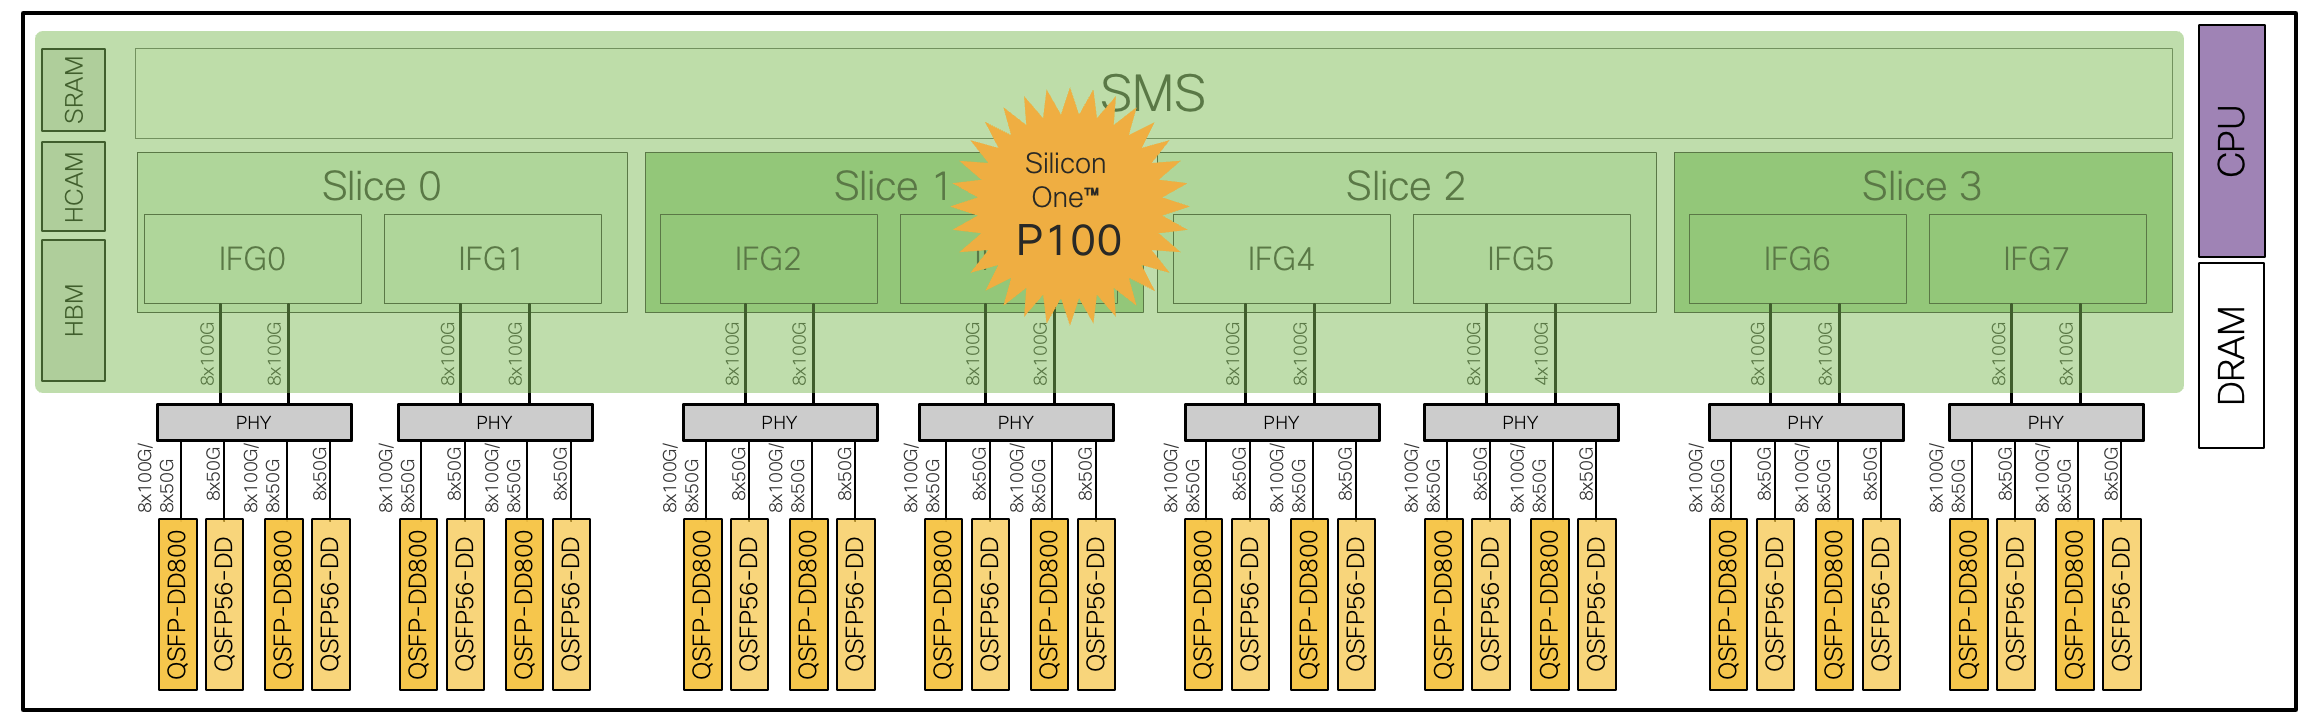 SMS
SRAM
HCAM
HBM
CPU
DRAM
Silicon
One™
P100
Slice 0
Slice 1
Slice 2
Slice 3
IFG0
IFG1
IFG2
IFG4
IFG5
IFG6
IFG7
8x100G
8x100G
8x100G
8x100G
8x100G
8x100G
8x100G
8x100G
8x100G
8x100G
8x100G
4x100G
8x100G
8x100G
8x100G
8x100G
PHY
PHY
PHY
PHY
PHY
PHY
PHY
PHY
8x100G/
8x50G
8x50G
8x100G/
8x50G
8x50G
8x100G/
8x50G
8x50G
8x100G/
8x50G
8x50G
8x100G/
8x50G
8x50G
8x100G/
8x50G
8x50G
8x100G/
8x50G
8x50G
8x100G/
8x50G
8x50G
8x100G/
8x50G
8x50G
8x100G/
8x50G
8x50G
8x100G/
8x50G
8x50G
8x100G/
8x50G
8x50G
8x100G/
8x50G
8x50G
8x100G/
8x50G
8x50G
8x100G/
8x50G
8x50G
8x100G/
8x50G
8x50G
QSFP-DD800
QSFP56-DD
QSFP-DD800
QSFP56-DD
QSFP-DD800
QSFP56-DD
QSFP-DD800
QSFP56-DD
QSFP-DD800
QSFP56-DD
QSFP-DD800
QSFP56-DD
QSFP-DD800
QSFP56-DD
QSFP-DD800
QSFP56-DD
QSFP-DD800
QSFP56-DD
QSFP-DD800
QSFP56-DD
QSFP-DD800
QSFP56-DD
QSFP-DD800
QSFP56-DD
QSFP-DD800
QSFP56-DD
QSFP-DD800
QSFP56-DD
QSFP-DD800
QSFP56-DD
QSFP-DD800
QSFP56-DD